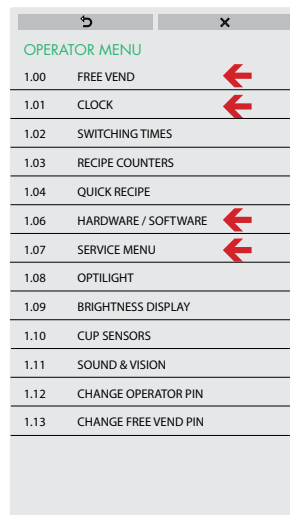 OPERATOR MENU
1.00 FREE VEND
1.01 CLOCK
1.02 SWITCHING TIMES
1.03 RECIPE COUNTERS
1.04 QUICK RECIPE
1.06 HARDWARE / SOFTWARE
1.07 SERVICE MENU
1.08 OPTILIGHT
1.09 BRIGHTNESS DISPLAY
1.10 CUP SENSORS
1.11 SOUND & VISION
1.12 CHANGE OPERATOR PIN
1.13 CHANGE FREE VEND PIN